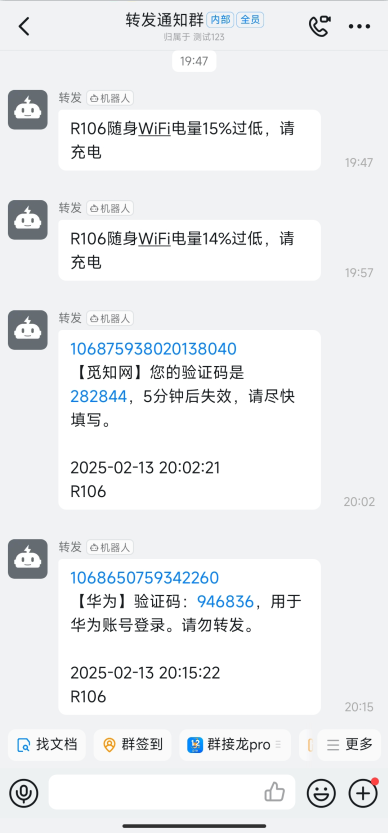 转发通知群 内部 全员
归属于 测试123
19:47
转发 机器人
R106随身WiFi电量15%过低，请
充电
19:47
转发 机器人
R106随身WiFi电量14%过低，请
充电
19:57
转发 机器人
106875938020138040
【觅知网】您的验证码是
282844，5分钟后失效，请尽快
填写。
2025-02-13 20:02:21
R106
20:02
转发 机器人
1068650759342260
【华为】验证码：946836，用于
华为账号登录。请勿转发。
2025-02-13 20:15:22
R106
20:15
找文档 群签到 群接龙pro 更多